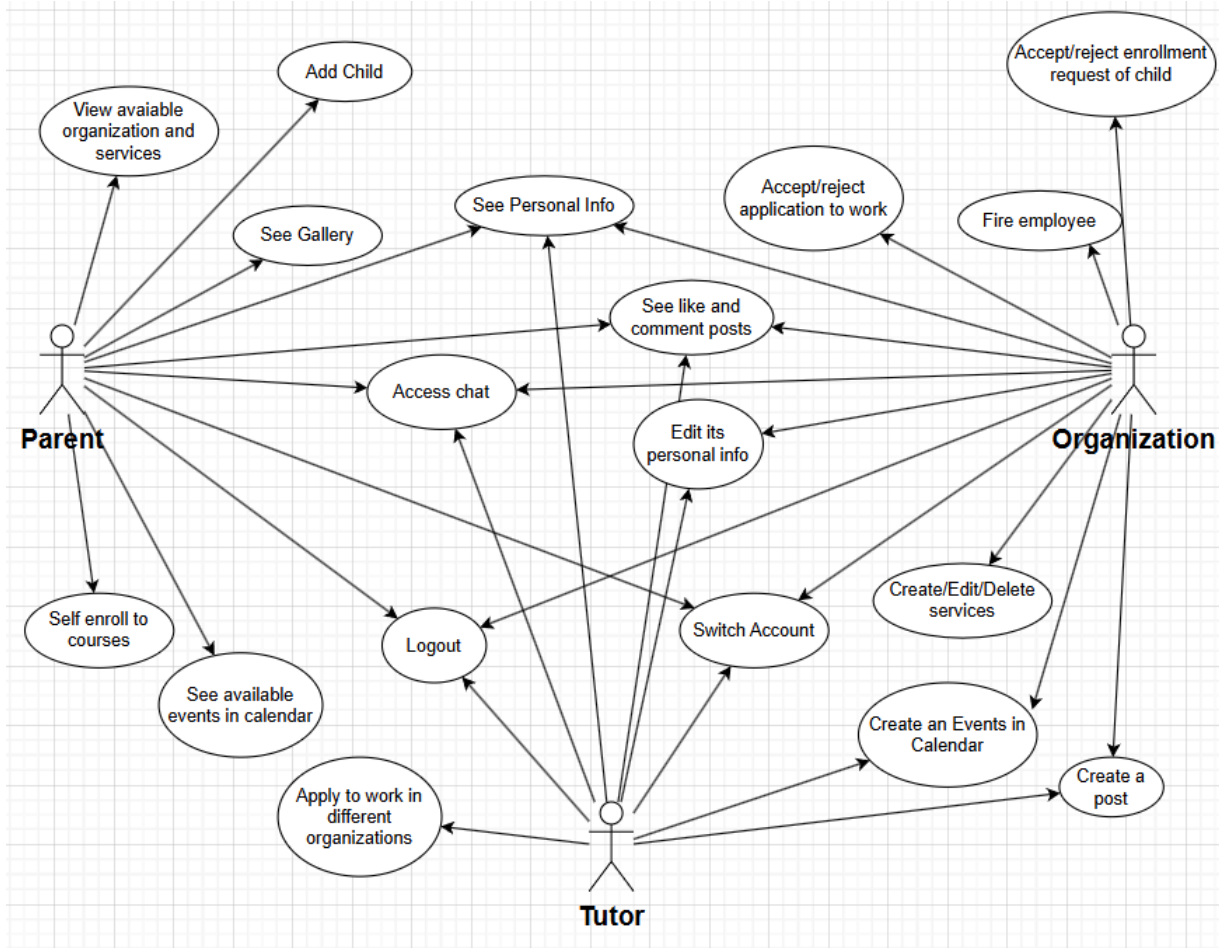 Add Child
Accept/reject enrollment
request of child
View avaiable
organization and
services
See Personal Info
Accept/reject
application to work
Fire employee
See Gallery
See like and
comment posts
Access chat
Edit its
personal info
Parent
Organization
Self enroll to
courses
Logout
Switch Account
Create/Edit/Delete
services
See available
events in calendar
Create an Events in
Calendar
Create a
post
Apply to work in
different
organizations
Tutor